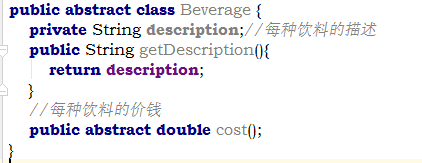 public abstract class Beverage {
    private String description;//每种饮料的描述
    public String getDescription(){
        return description;
    }
    //每种饮料的价钱
    public abstract double cost();
}